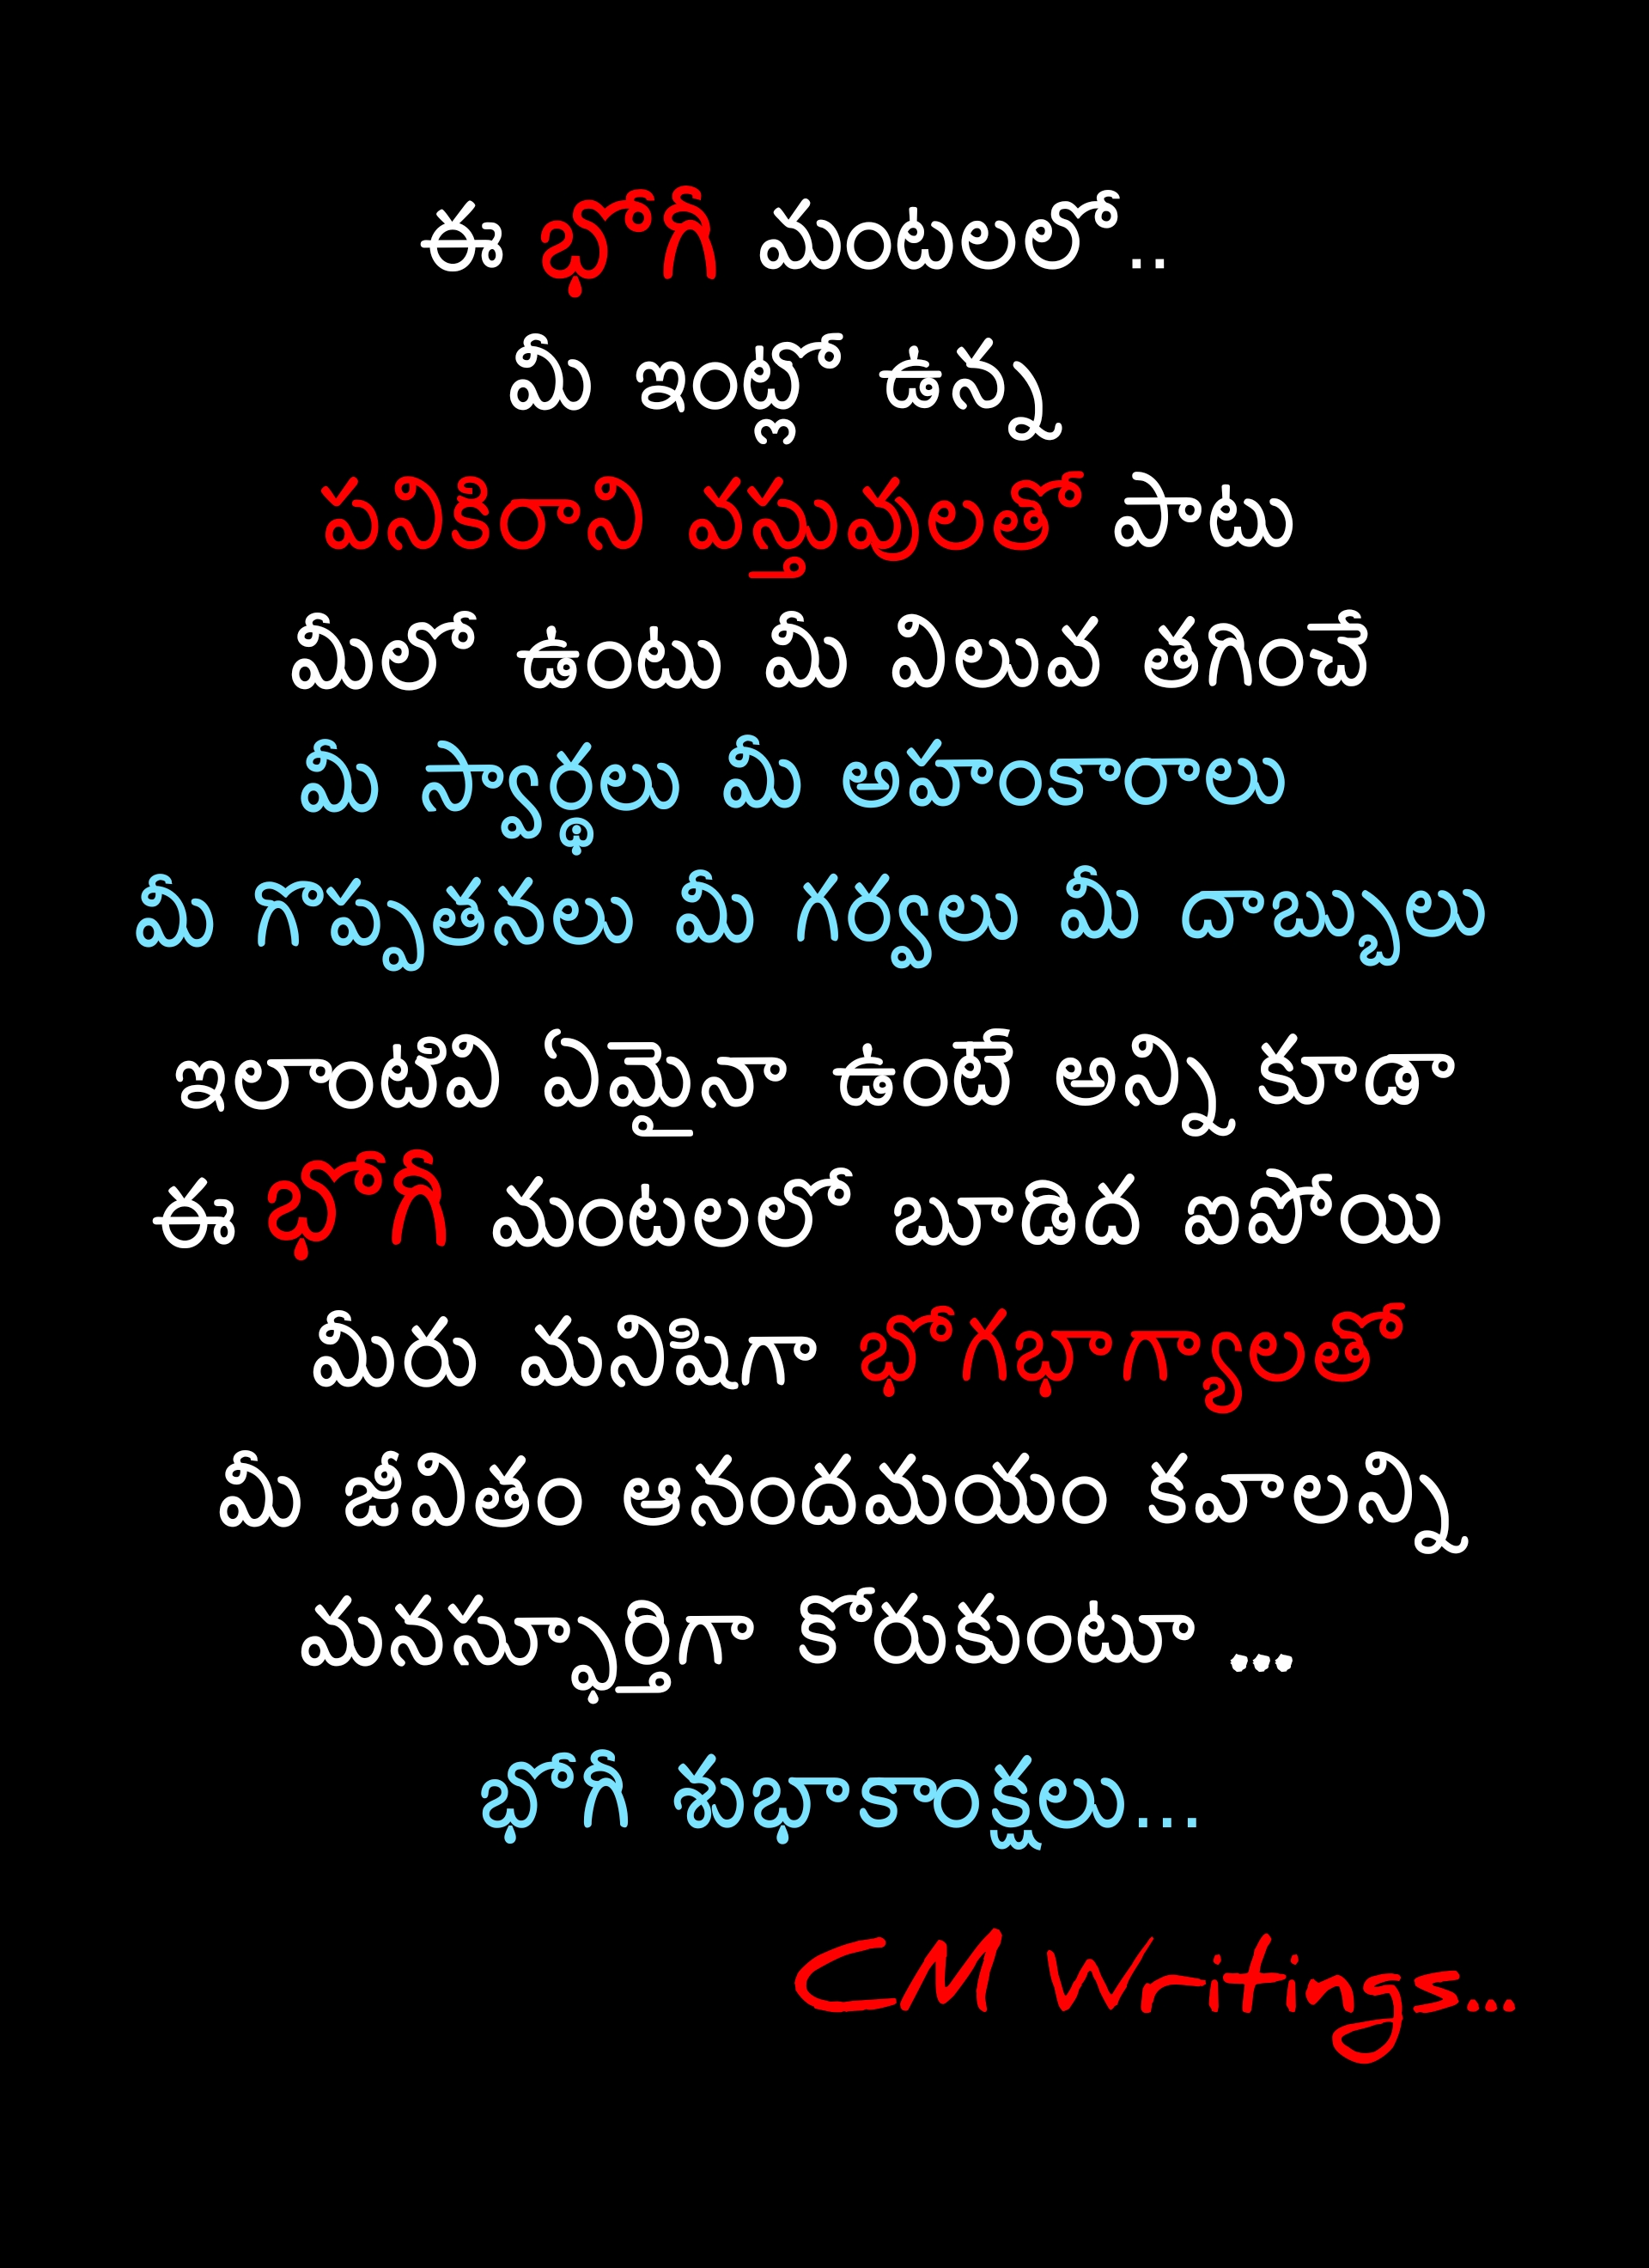 ఈ భోగీ మంటలలో..
మీ ఇంట్లో ఉన్న
పనికిరాని వస్తువులతో పాటు
మీలో ఉంటు మీ విలువ తగించే
మీ స్వార్థలు మీ అహంకారాలు
మీ గొప్పతనలు మీ గర్వలు మీ దాబ్బులు
ఇలాంటివి ఏమైనా ఉంటే అన్ని కూడా
ఈ భోగీ మంటలలో బూడిద ఐపోయి
మీరు మనిషిగా భోగభాగ్యాలతో
మీ జీవితం ఆనందమయం కవాలన్ని
మనస్ఫూర్తిగా కోరుకుంటూ ...
భోగీ శుభాకాంక్షలు...
CM Writings...